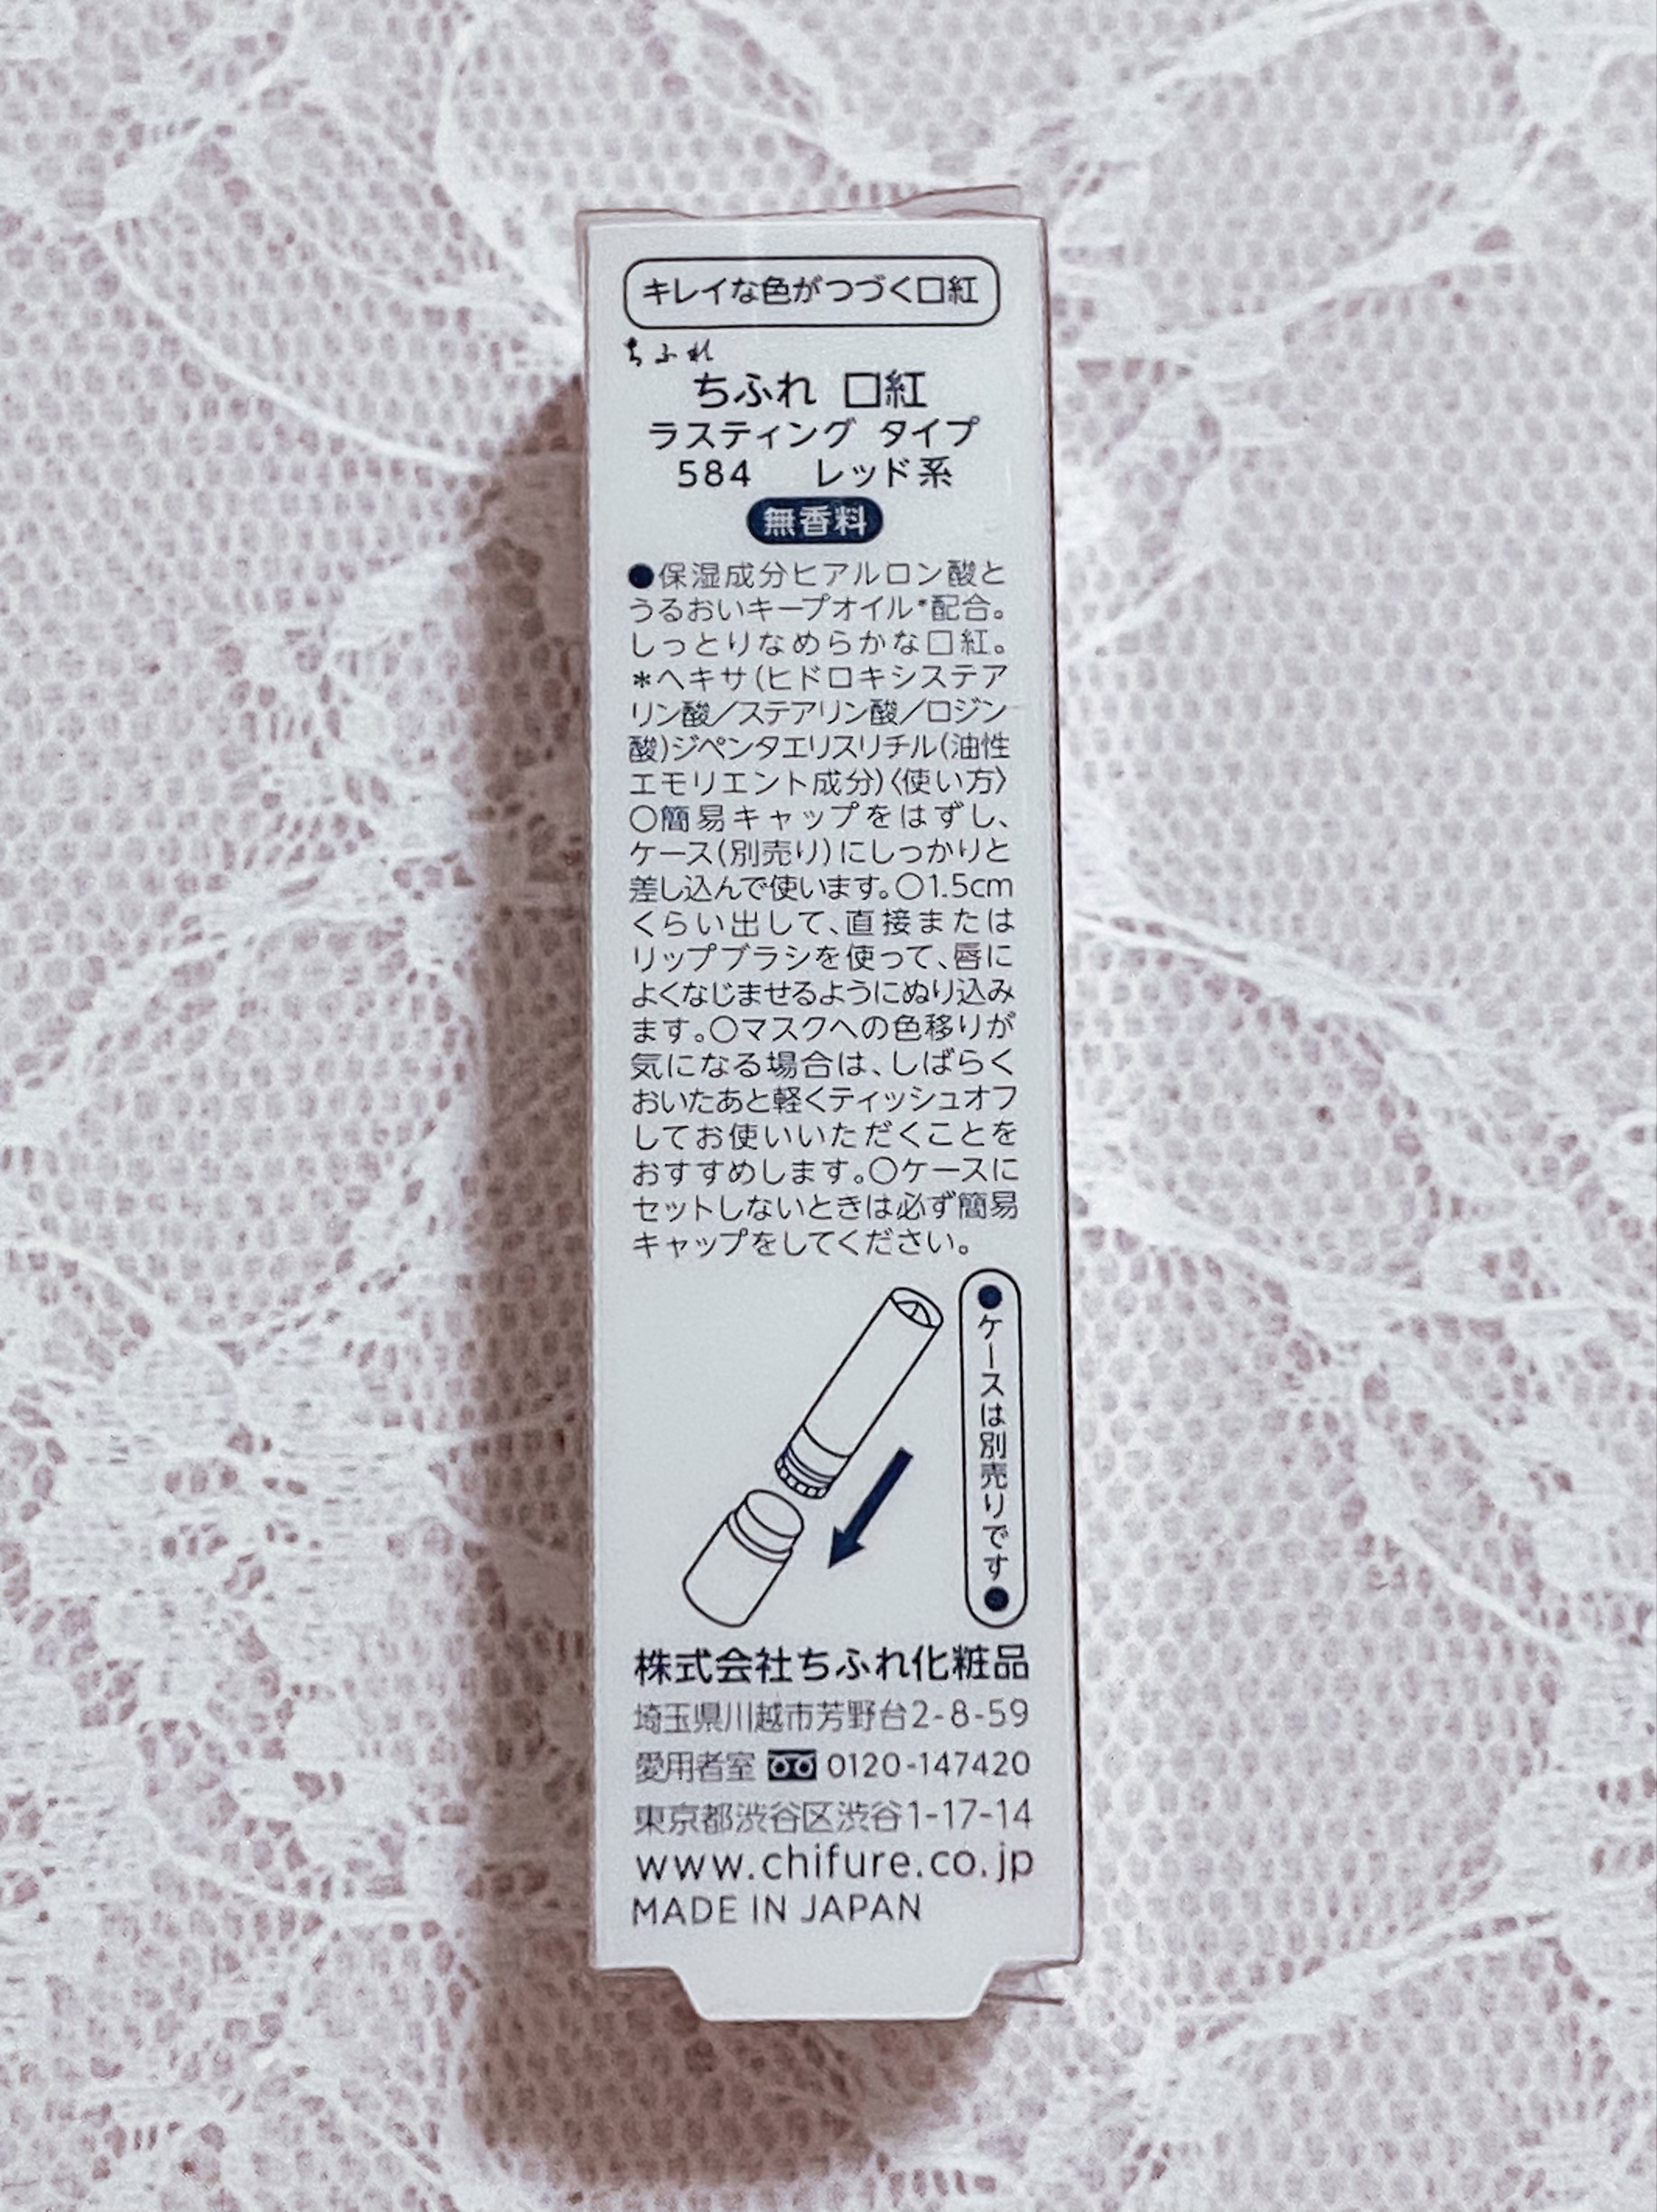 キレイな色がつづく口紅
ちふれ
ちふれ 口紅
ラスティング タイプ
584 レッド系
無香料
●保湿成分ヒアルロン酸と
うるおいキープオイル*配合。
しっとりなめらかな口紅。
*ヘキサ(ヒドロキシステア
リン酸/ステアリン酸/ロジン
酸)ジペンタエリスリチル(油性
エモリエント成分)〈使い方〉
○簡易キャップをはずし、
ケース(別売り)にしっかりと
差し込んで使います。○1.5cm
くらい出して、直接または
リップブラシを使って、唇に
よくなじませるようにぬり込み
ます。○マスクへの色移りが
気になる場合は、しばらく
おいたあと軽くティッシュオフ
してお使いいただくことを
おすすめします。○ケースに
セットしないときは必ず簡易
キャップをしてください。
●ケースは別売りです●
株式会社ちふれ化粧品
埼玉県川越市芳野台2-8-59
愛用者室 0120-147420
東京都渋谷区渋谷1-17-14
www.chifure.co.jp
MADE IN JAPAN